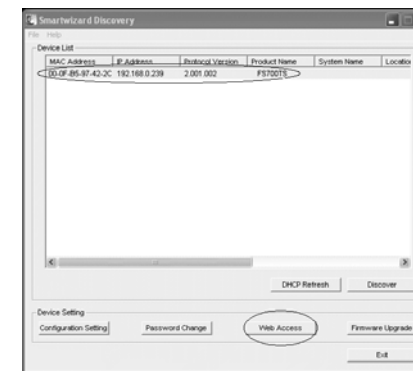 Smartwizard Discovery
File Help
Device List
MAC Address IP Address Protocol Version Product Name System Name Location
00-0F-B5-97-42-2C 192.168.0.239 2.001.002 FS700TS
DHCP Refresh Discover
Device Setting
Configuration Setting Password Change Web Access Firmware Upgrade
Exit